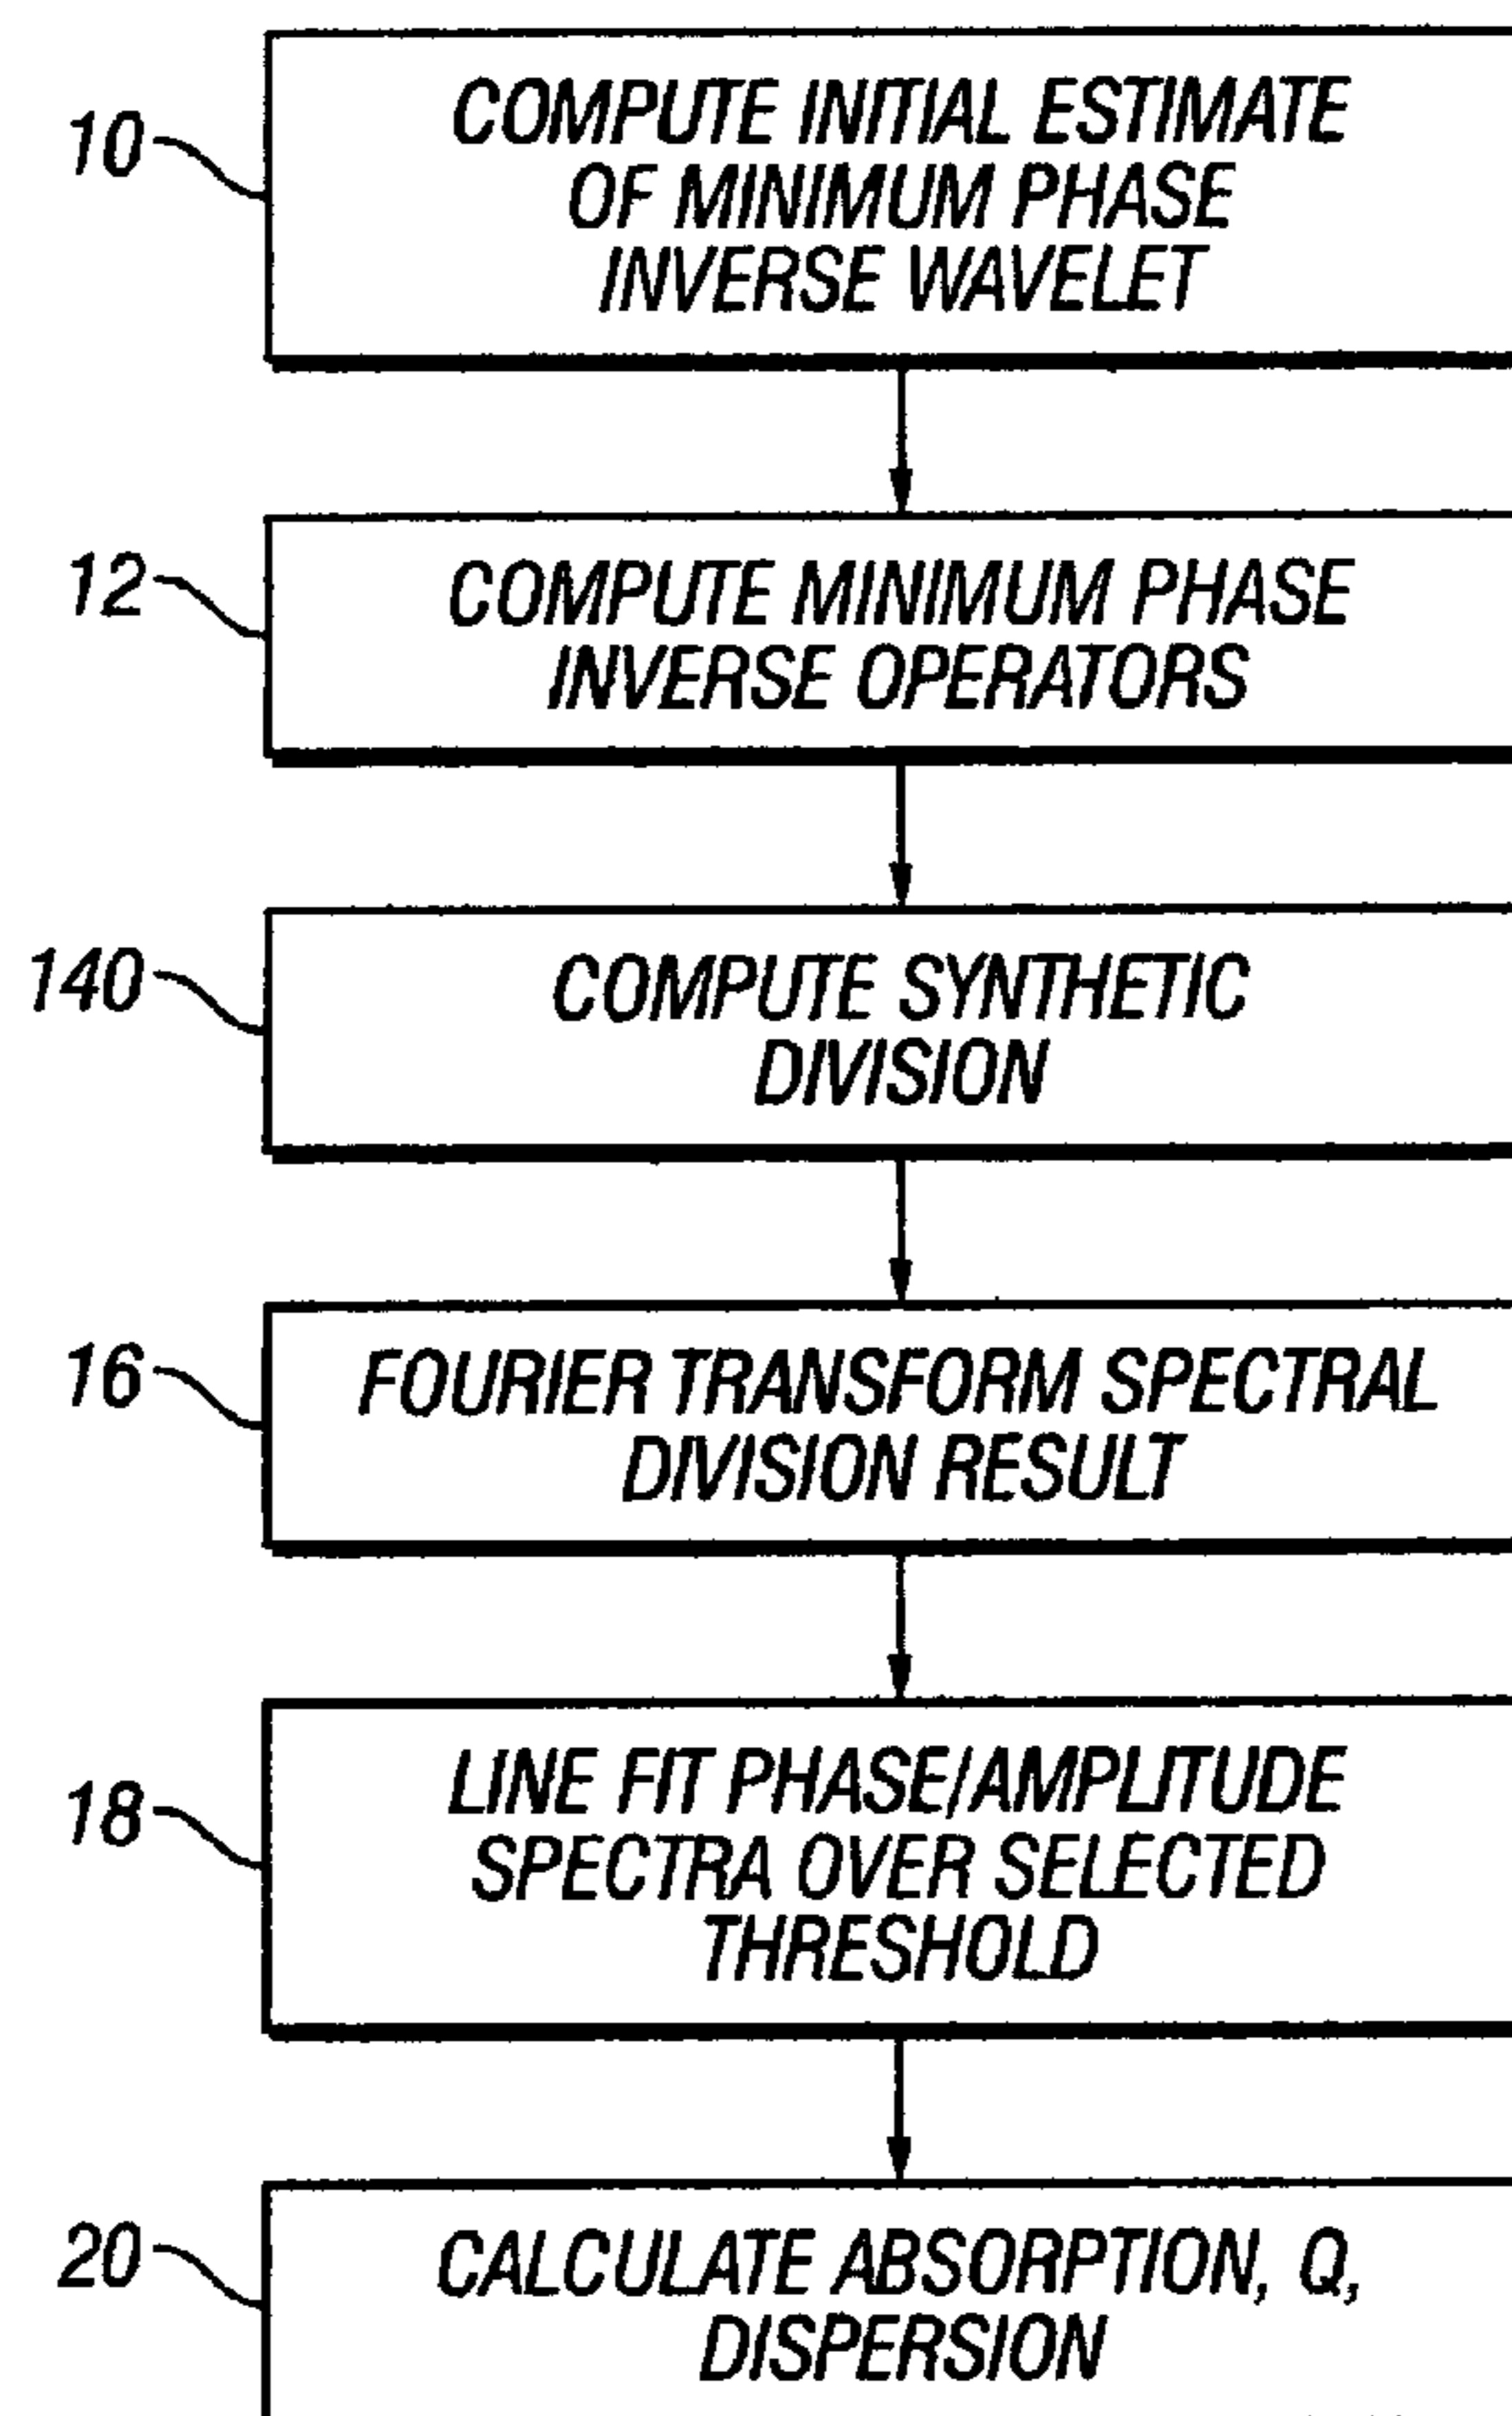 10
COMPUTE INITIAL ESTIMATE
OF MINIMUM PHASE
INVERSE WAVELET
12
COMPUTE MINIMUM PHASE
INVERSE OPERATORS
140
COMPUTE SYNTHETIC
DIVISION
16
FOURIER TRANSFORM SPECTRAL
DIVISION RESULT
18
LINE FIT PHASE/AMPLITUDE
SPECTRA OVER SELECTED
THRESHOLD
20
CALCULATE ABSORPTION, Q,
DISPERSION